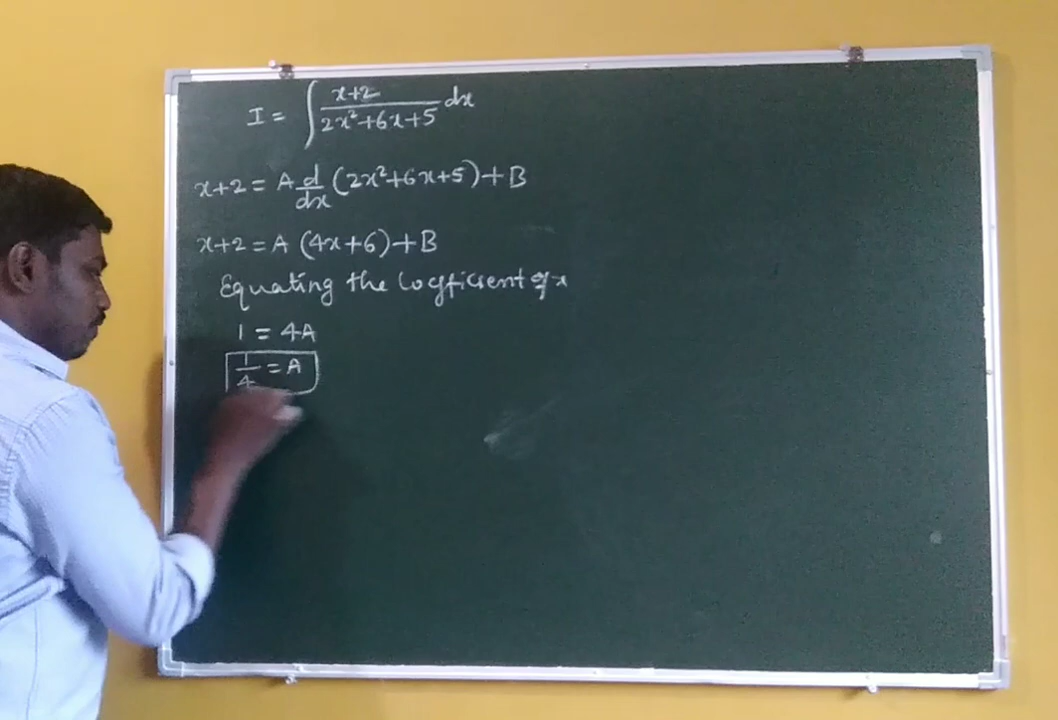 I = ∫ x+2 / 2x²+6x+5 dx
x+2 = A d/dx (2x²+6x+5)+B
x+2 = A (4x+6)+B
Equating the Coefficient of x
1 = 4A
1/4 = A